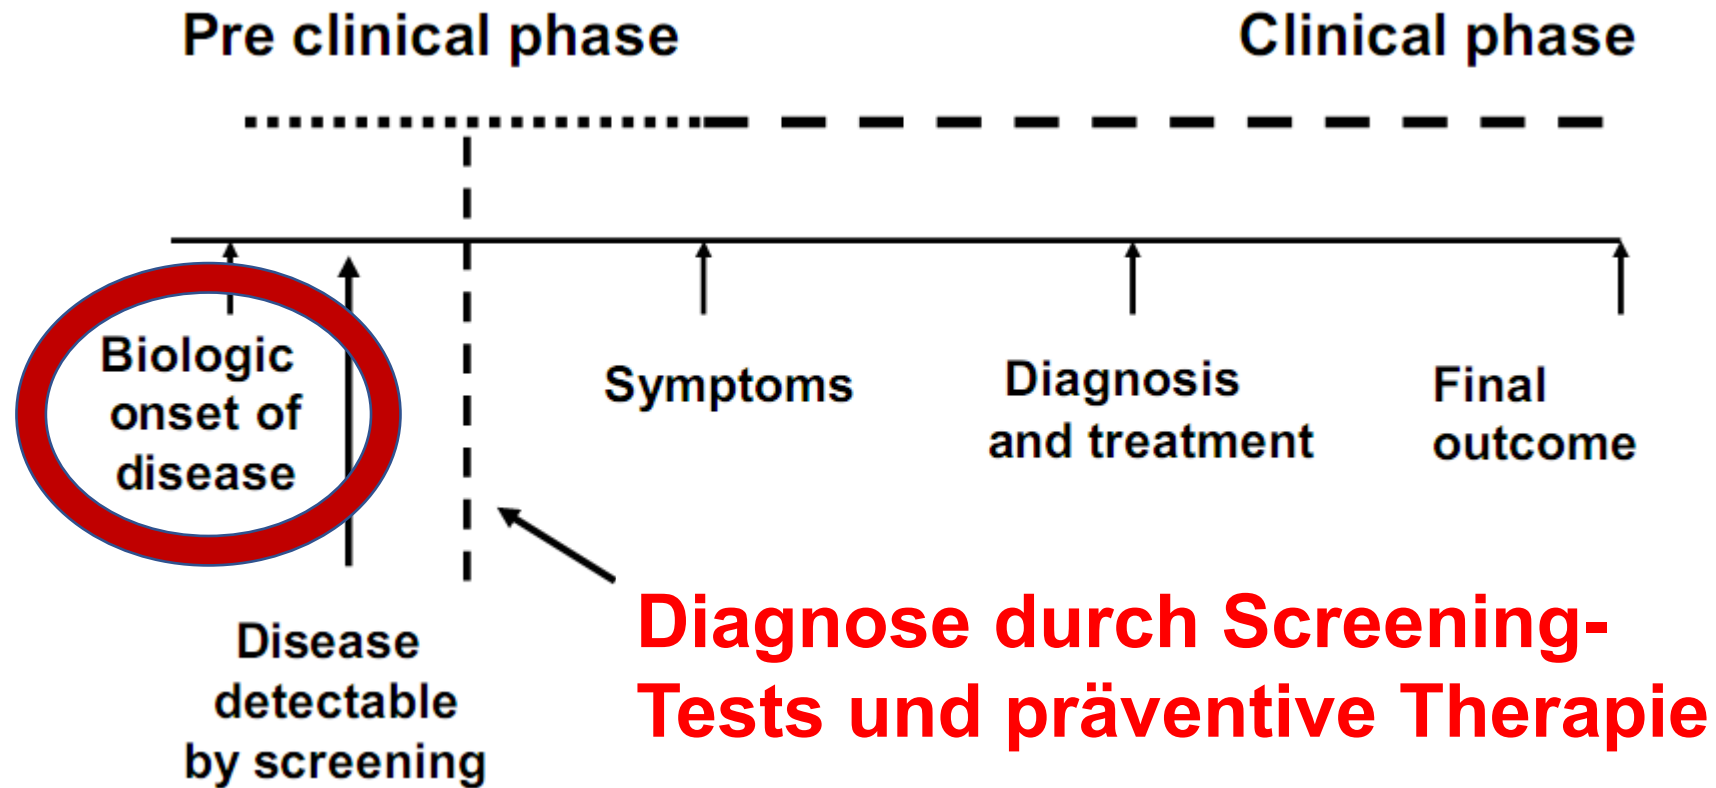 Pre clinical phase
Clinical phase
Biologic
onset of
disease
Symptoms
Diagnosis
and treatment
Final
outcome
Disease
detectable
by screening
Diagnose durch Screening-
Tests und präventive Therapie